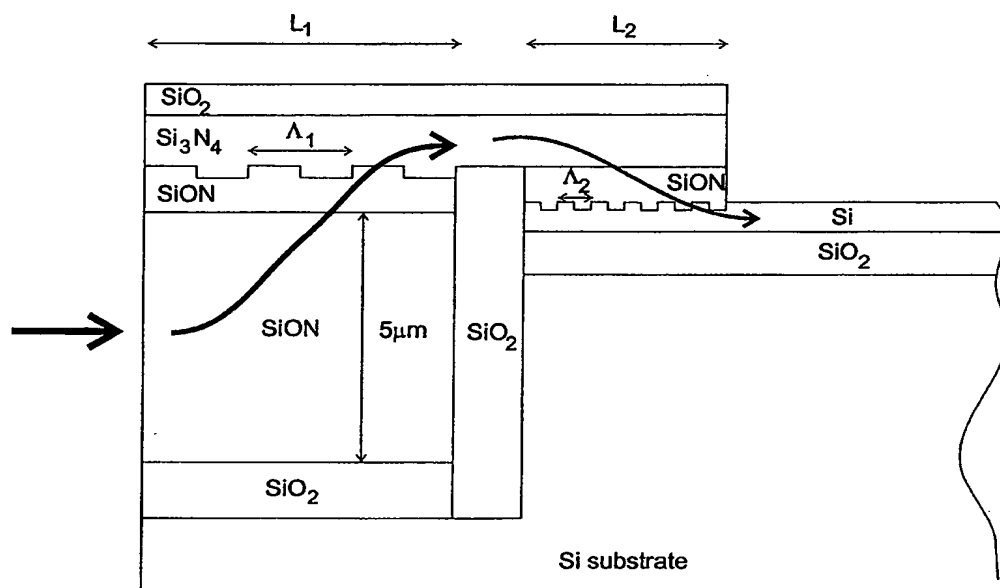 L₁
L₂
SiO₂
Si₃N₄
Λ₁
SiON
Λ₂
SiON
Si
SiO₂
SiON
5μm
SiO₂
SiO₂
Si substrate